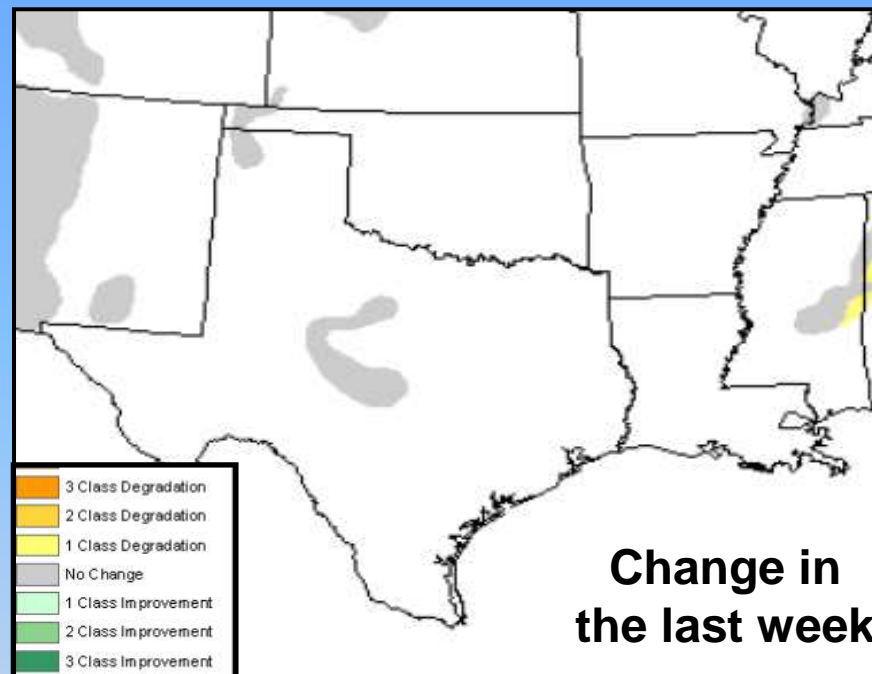 3 Class Degradation
2 Class Degradation
1 Class Degradation
No Change
1 Class Improvement
2 Class Improvement
3 Class Improvement
Change in
the last week